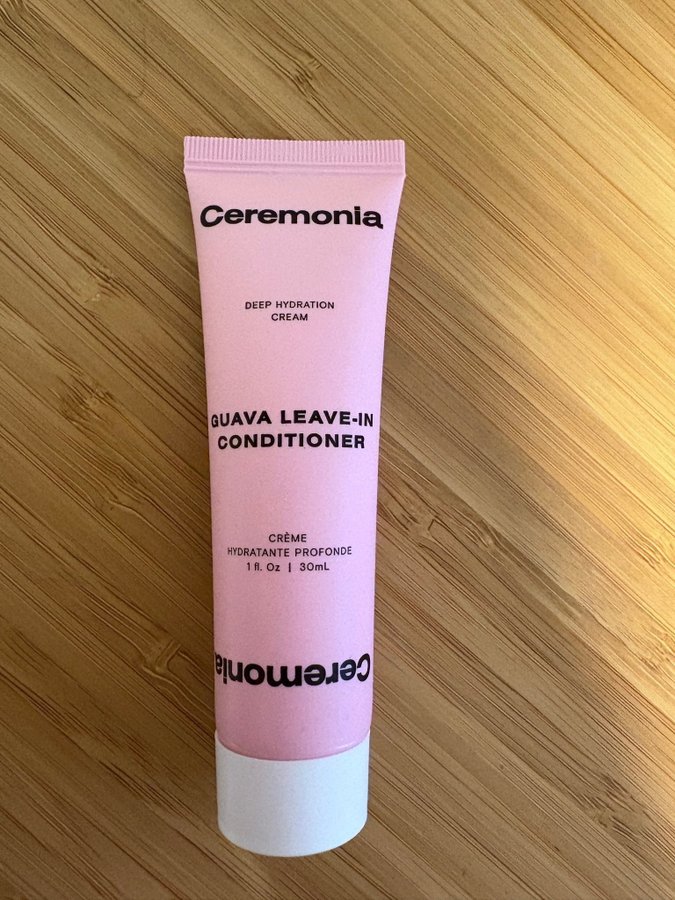 Ceremonia
DEEP HYDRATION
CREAM
GUAVA LEAVE-IN
CONDITIONER
CRÈME
HYDRATANTE PROFONDE
1 fl. Oz | 30mL
Ceremonia